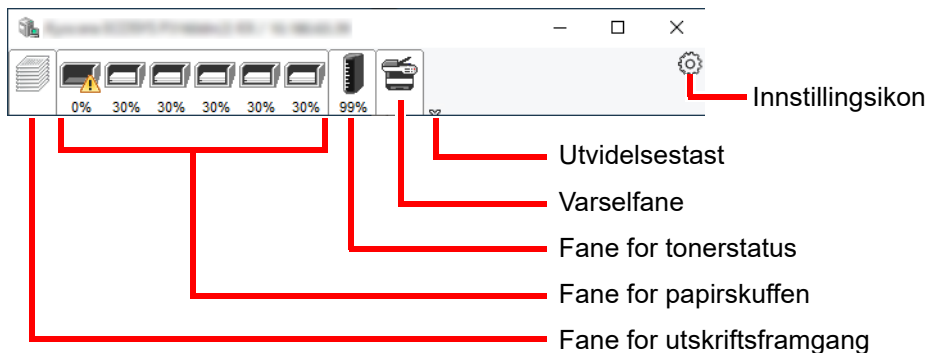 0% 30% 30% 30% 30% 30% 99%
Innstillingsikon
Utvidelsestast
Varselfane
Fane for tonerstatus
Fane for papirskuffen
Fane for utskriftsframgang